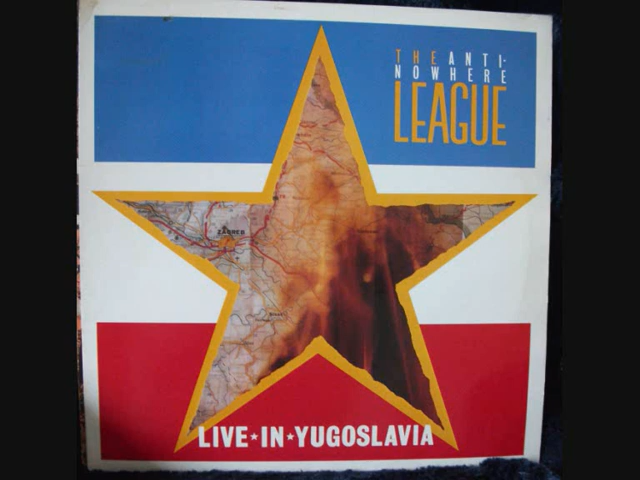 THE ANTI-
NOWHERE
LEAGUE
ZAGREB
LIVE★IN★YUGOSLAVIA